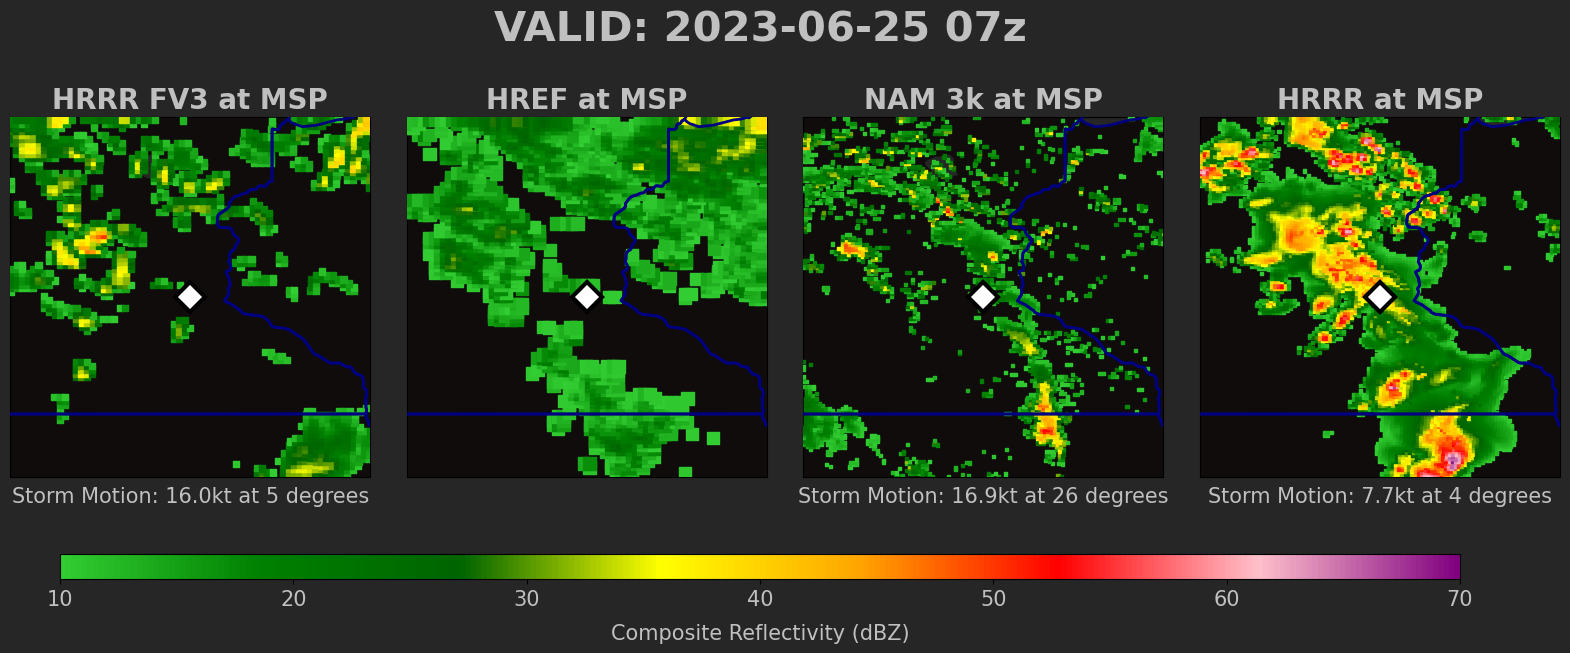 VALID: 2023-06-25 07z
HRRR FV3 at MSP
HREF at MSP
NAM 3k at MSP
HRRR at MSP
Storm Motion: 16.0kt at 5 degrees
Storm Motion: 16.9kt at 26 degrees
Storm Motion: 7.7kt at 4 degrees
10 20 30 40 50 60 70
Composite Reflectivity (dBZ)